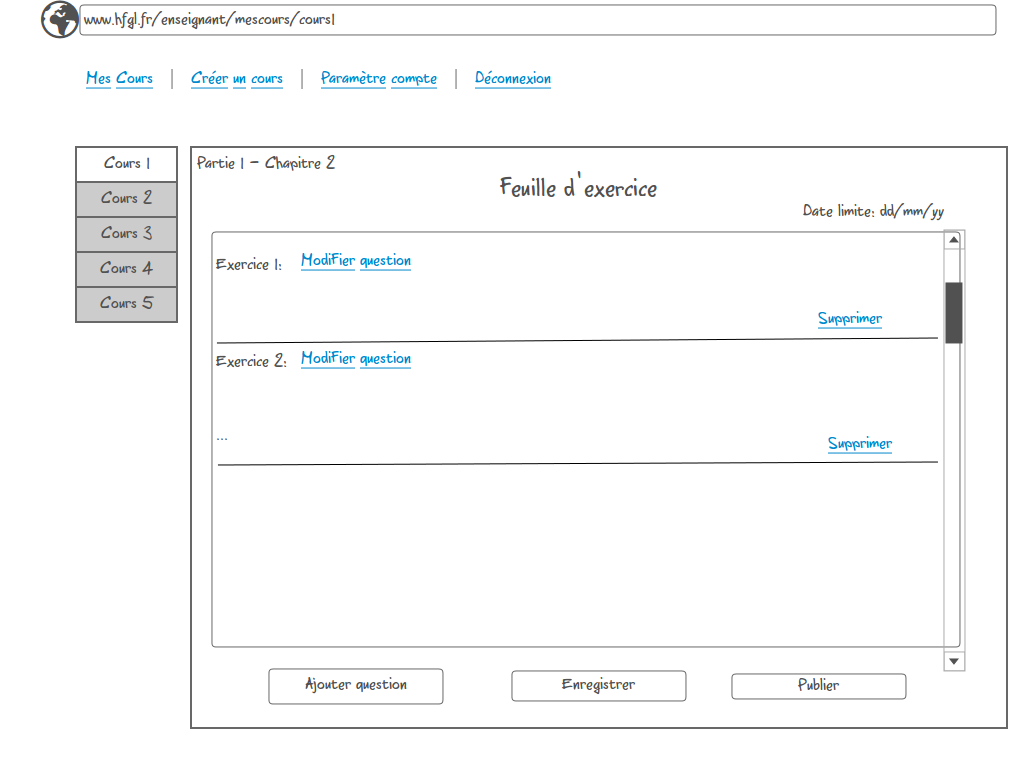 www.hfgl.fr/enseignant/mescours/cours1
Mes Cours | Créer un cours | Paramètre compte | Déconnexion
Cours 1
Cours 2
Cours 3
Cours 4
Cours 5
Partie 1 - Chapitre 2
Feuille d'exercice
Date limite: dd/mm/yy
Exercice 1: Modifier question
Supprimer
Exercice 2: Modifier question
...
Supprimer
Ajouter question
Enregistrer
Publier